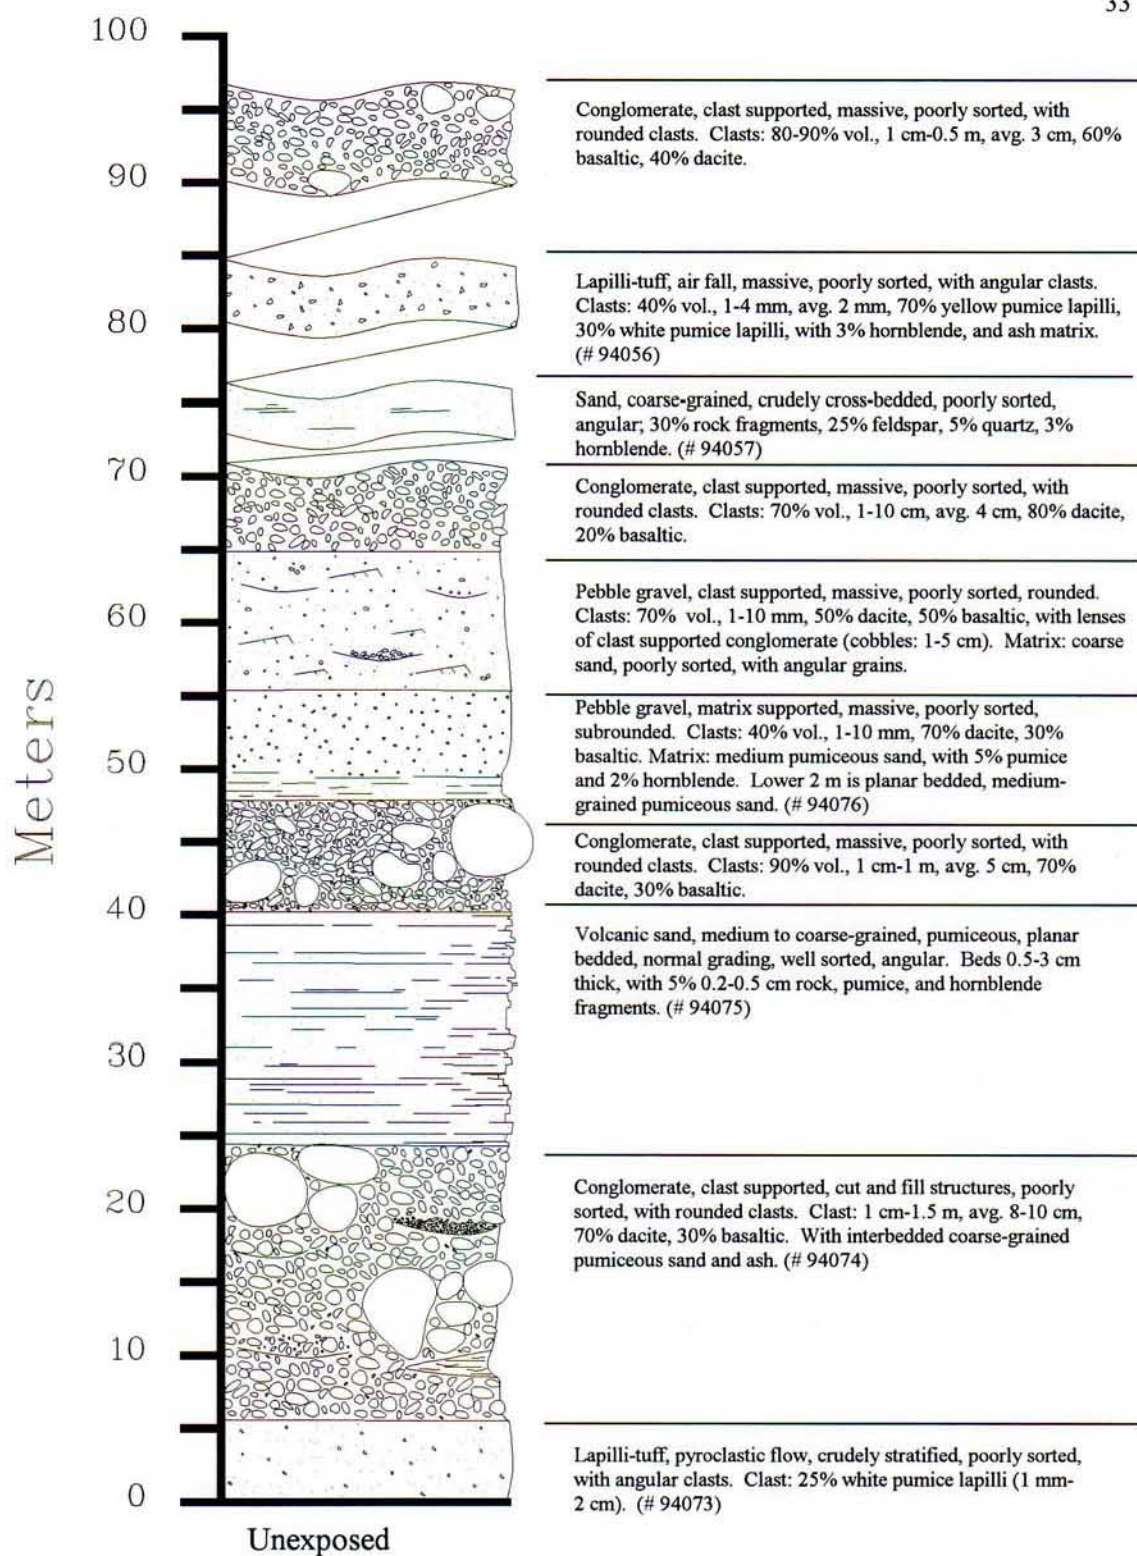 33
100
Conglomerate, clast supported, massive, poorly sorted, with
rounded clasts. Clasts: 80-90% vol., 1 cm-0.5 m, avg. 3 cm, 60%
basaltic, 40% dacite.
90
Lapilli-tuff, air fall, massive, poorly sorted, with angular clasts.
Clasts: 40% vol., 1-4 mm, avg. 2 mm, 70% yellow pumice lapilli,
30% white pumice lapilli, with 3% hornblende, and ash matrix.
(# 94056)
80
Sand, coarse-grained, crudely cross-bedded, poorly sorted,
angular; 30% rock fragments, 25% feldspar, 5% quartz, 3%
hornblende. (# 94057)
70
Conglomerate, clast supported, massive, poorly sorted, with
rounded clasts. Clasts: 70% vol., 1-10 cm, avg. 4 cm, 80% dacite,
20% basaltic.
Pebble gravel, clast supported, massive, poorly sorted, rounded.
Clasts: 70% vol., 1-10 mm, 50% dacite, 50% basaltic, with lenses
of clast supported conglomerate (cobbles: 1-5 cm). Matrix: coarse
sand, poorly sorted, with angular grains.
60
Pebble gravel, matrix supported, massive, poorly sorted,
subrounded. Clasts: 40% vol., 1-10 mm, 70% dacite, 30%
basaltic. Matrix: medium pumiceous sand, with 5% pumice
and 2% hornblende. Lower 2 m is planar bedded, medium-
grained pumiceous sand. (# 94076)
50
Meters
Conglomerate, clast supported, massive, poorly sorted, with
rounded clasts. Clasts: 90% vol., 1 cm-1 m, avg. 5 cm, 70%
dacite, 30% basaltic.
40
Volcanic sand, medium to coarse-grained, pumiceous, planar
bedded, normal grading, well sorted, angular. Beds 0.5-3 cm
thick, with 5% 0.2-0.5 cm rock, pumice, and hornblende
fragments. (# 94075)
30
20
Conglomerate, clast supported, cut and fill structures, poorly
sorted, with rounded clasts. Clast: 1 cm-1.5 m, avg. 8-10 cm,
70% dacite, 30% basaltic. With interbedded coarse-grained
pumiceous sand and ash. (# 94074)
10
Lapilli-tuff, pyroclastic flow, crudely stratified, poorly sorted,
with angular clasts. Clast: 25% white pumice lapilli (1 mm-
2 cm). (# 94073)
0
Unexposed